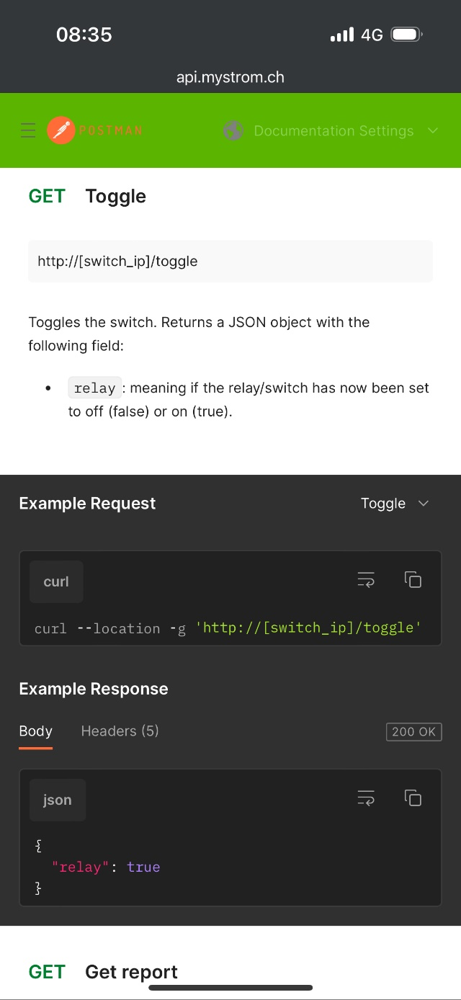 08:35
4G
api.mystrom.ch
POSTMAN
Documentation Settings
GET Toggle
http://[switch_ip]/toggle
Toggles the switch. Returns a JSON object with the
following field:
• relay : meaning if the relay/switch has now been set
to off (false) or on (true).
Example Request
Toggle
curl
curl --location -g 'http://[switch_ip]/toggle'
Example Response
Body
Headers (5)
200 OK
json
{
"relay": true
}
GET Get report